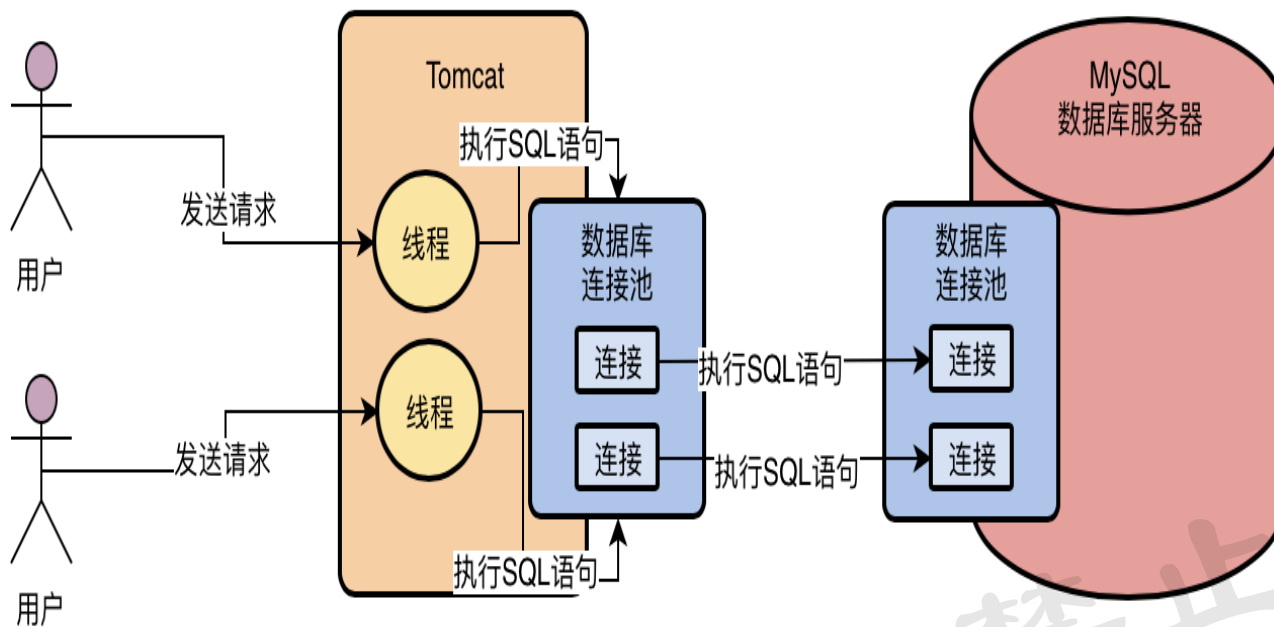 Tomcat
MySQL
数据库服务器
执行SQL语句
发送请求
线程
数据库
连接池
数据库
连接池
用户
连接
执行SQL语句
连接
线程
发送请求
连接
执行SQL语句
连接
执行SQL语句
用户
禁止